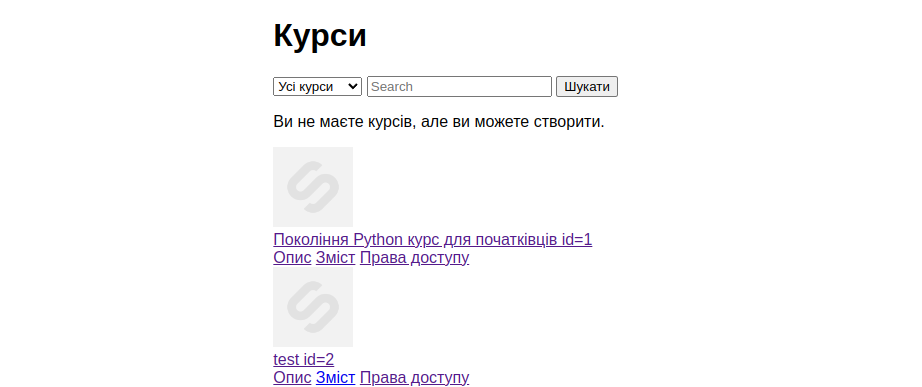 Курси
Усі курси Search Шукати
Ви не маєте курсів, але ви можете створити.
Покоління Python курс для початківців id=1
Опис Зміст Права доступу
test id=2
Опис Зміст Права доступу